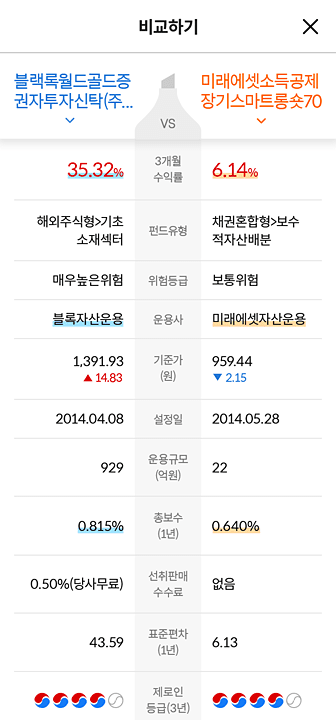 비교하기
블랙록월드골드증
권자투자신탁(주...
VS
미래에셋소득공제
장기스마트롱숏70
35.32%
3개월
수익률
6.14%
해외주식형>기초
소재섹터
펀드유형
채권혼합형>보수
적자산배분
매우높은위험
위험등급
보통위험
블록자산운용
운용사
미래에셋자산운용
1,391.93
▲ 14.83
기준가
(원)
959.44
▼ 2.15
2014.04.08
설정일
2014.05.28
929
운용규모
(억원)
22
0.815%
총보수
(1년)
0.640%
0.50%(당사무료)
선취판매
수수료
없음
43.59
표준편차
(1년)
6.13
제로인
등급(3년)